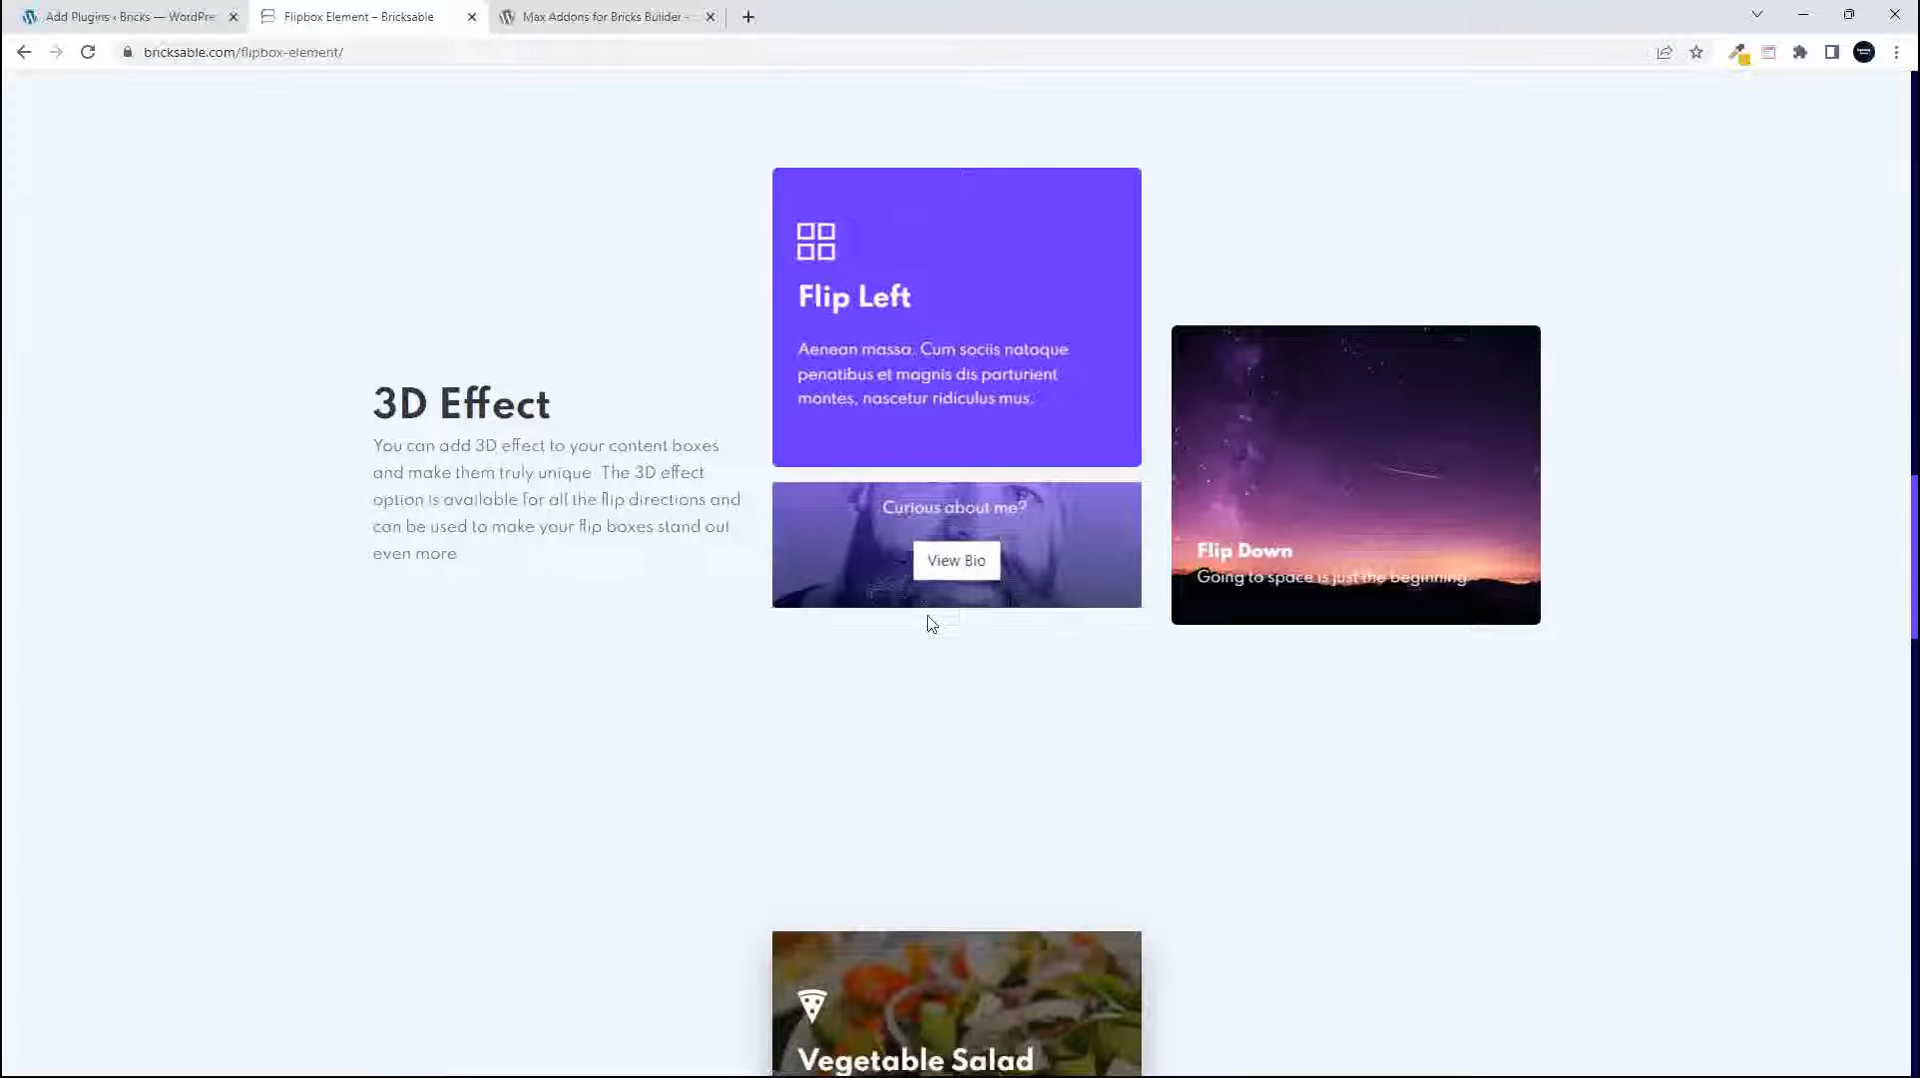 Add Plugins ‹ Bricks — WordPre
Flipbox Element – Bricksable
Max Addons for Bricks Builder -
bricksable.com/flipbox-element/
Flip Left
Aenean massa. Cum sociis natoque
penatibus et magnis dis parturient
montes, nascetur ridiculus mus.
3D Effect
You can add 3D effect to your content boxes
and make them truly unique. The 3D effect
option is available for all the flip directions and
can be used to make your flip boxes stand out
even more
Curious about me?
View Bio
Flip Down
Going to space is just the beginning.
Vegetable Salad